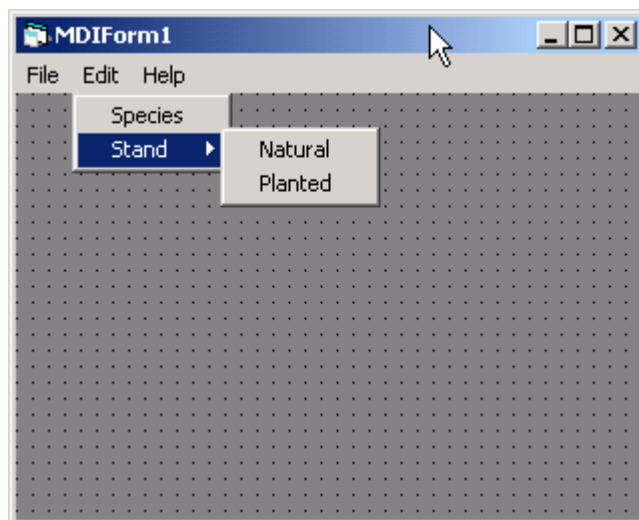 MDIForm1
File Edit Help
Species
Stand
Natural
Planted